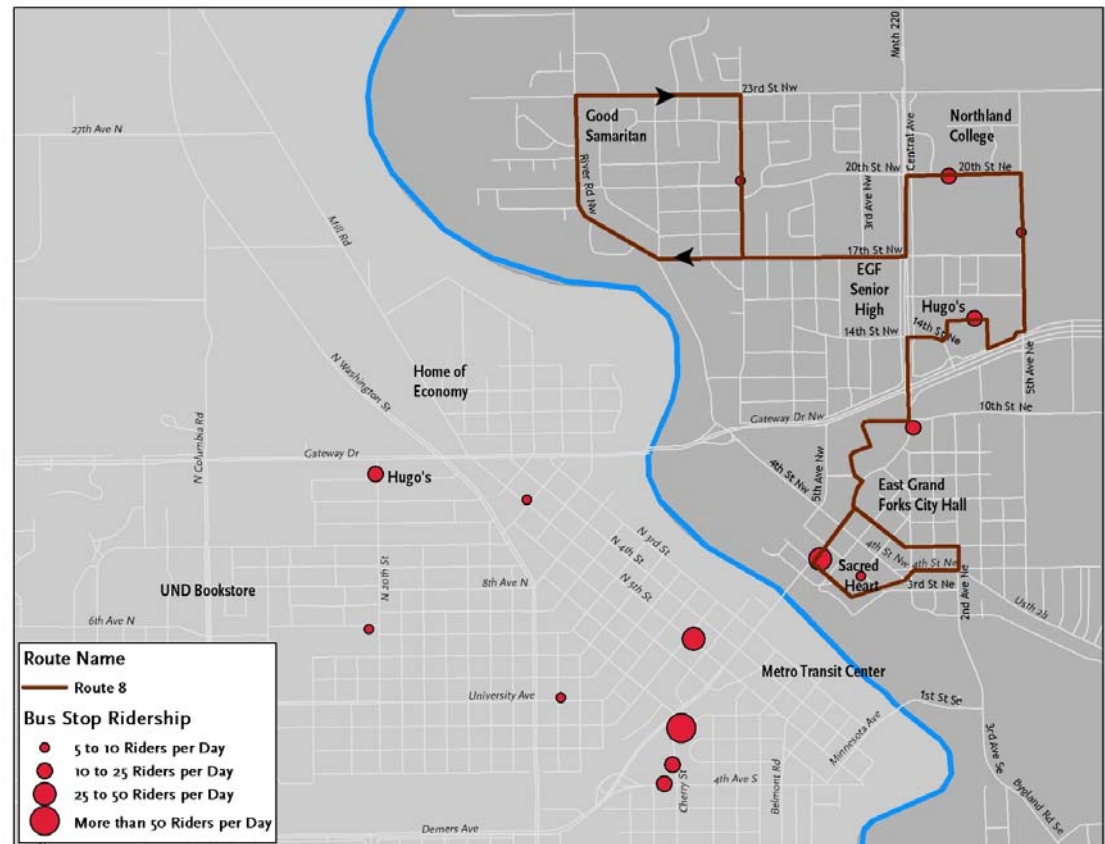 Mnth 220
23rd St Nw
Good
Samaritan
Central Ave
Northland
College
27th Ave N
River Rd Nw
20th St Nw
20th St Ne
3rd Ave Nw
Mill Rd
17th St Nw
EGF
Senior
High
Hugo's
14th St Nw
14th St Ne
5th Ave Ne
N Washington St
Home of
Economy
10th St Ne
Gateway Dr Nw
N Columbia Rd
Gateway Dr
Hugo's
4th St Nw
5th Ave Nw
East Grand
Forks City Hall
N 3rd St
N 4th St
N 5th St
4th St Nw
4th St Ne
Sacred
Heart
3rd St Ne
2nd Ave Ne
Usth 2b
UND Bookstore
N 20th St
8th Ave N
6th Ave N
Metro Transit Center
University Ave
1st St Se
Minnesota Ave
3rd Ave Se
Bygland Rd Se
Cherry St
4th Ave S
Belmont Rd
Demers Ave
Route Name
Route 8
Bus Stop Ridership
5 to 10 Riders per Day
10 to 25 Riders per Day
25 to 50 Riders per Day
More than 50 Riders per Day